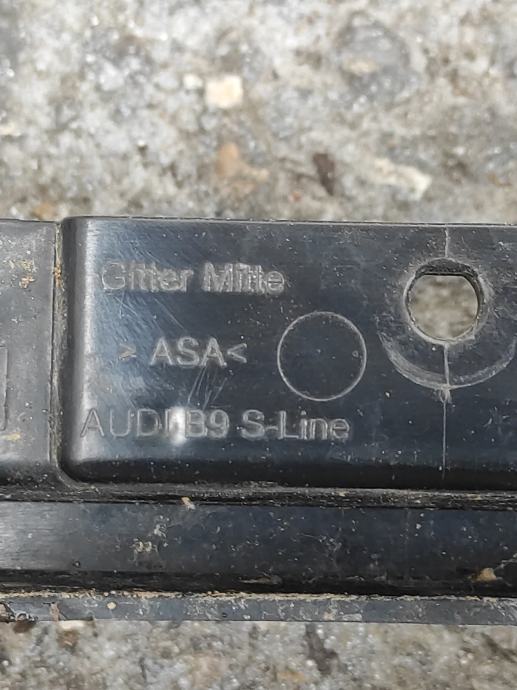 Gitter Mitte
> ASA<
AUDI B9 S-Line